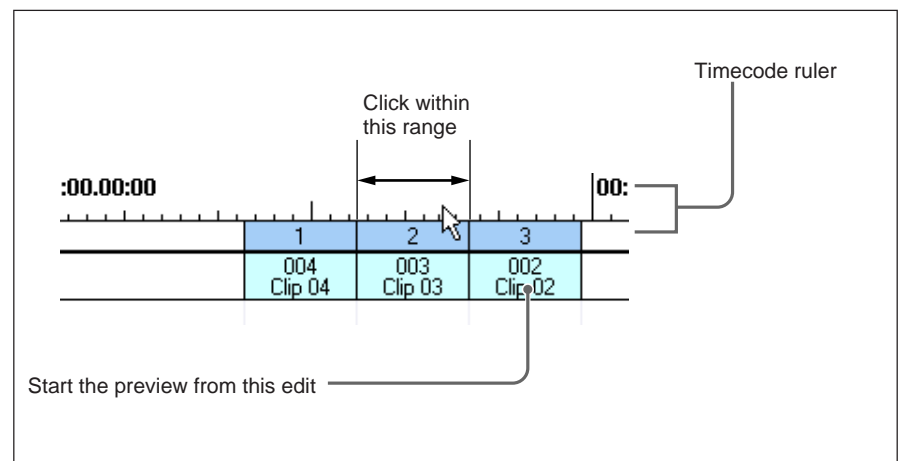 Timecode ruler
Click within
this range
:00.00:00
00:
1 2 3
004 003 002
Clip 04 Clip 03 Clip 02
Start the preview from this edit